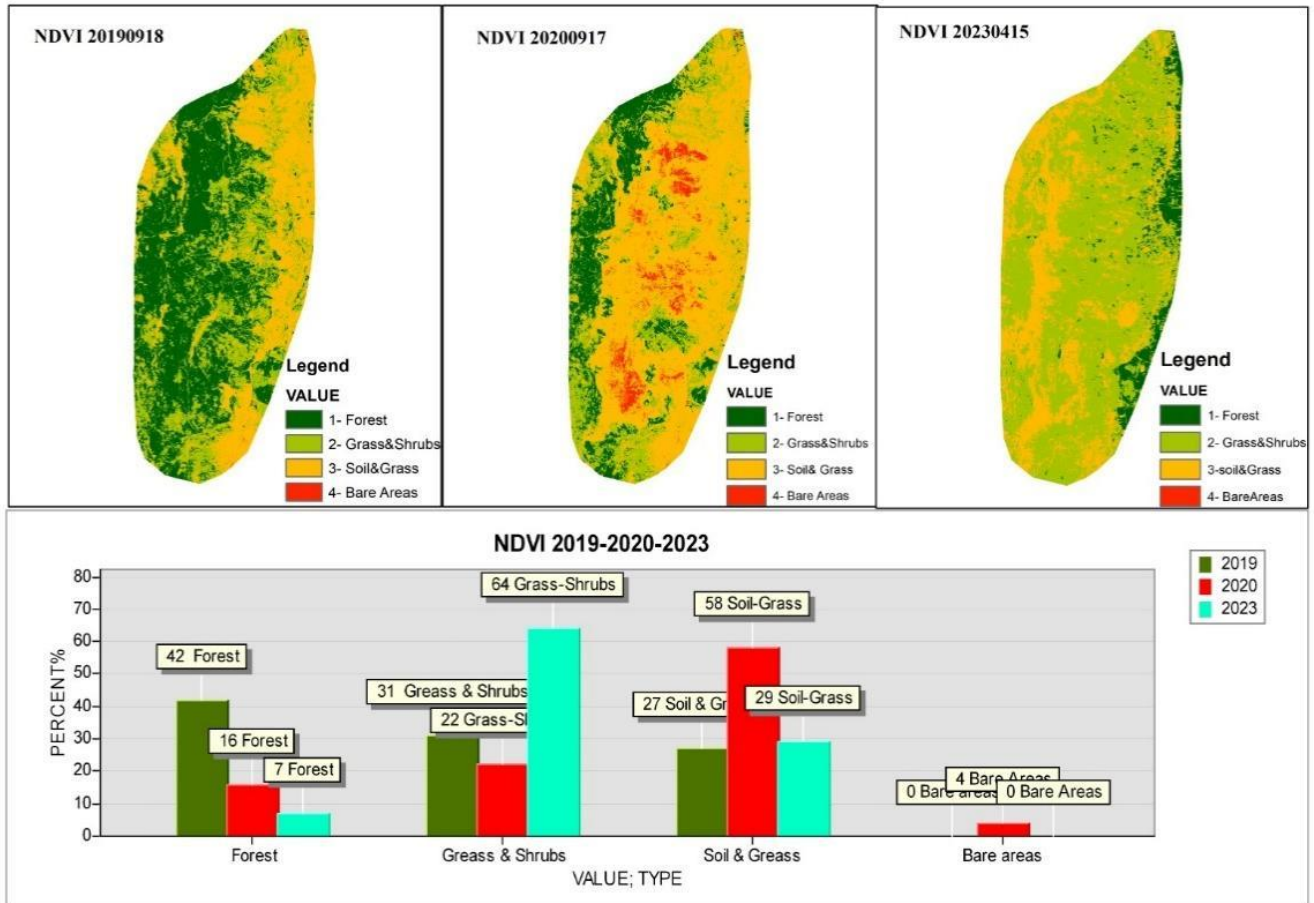 NDVI 20190918
Legend
VALUE
1- Forest
2- Grass&Shrubs
3- Soil&Grass
4- Bare Areas
NDVI 20200917
Legend
VALUE
1- Forest
2- Grass&Shrubs
3- Soil& Grass
4- Bare Areas
NDVI 20230415
Legend
VALUE
1- Forest
2- Grass&Shrubs
3-soil&Grass
4- BareAreas
NDVI 2019-2020-2023
2019
2020
2023
PERCENT%
80
70
60
50
40
30
20
10
0
42 Forest
16 Forest
7 Forest
31 Greass & Shrubs
22 Grass-Sh
64 Grass-Shrubs
27 Soil & Gr
58 Soil-Grass
29 Soil-Grass
0 Bare areas
4 Bare Areas
0 Bare Areas
Forest
Greass & Shrubs
Soil & Greass
Bare areas
VALUE; TYPE